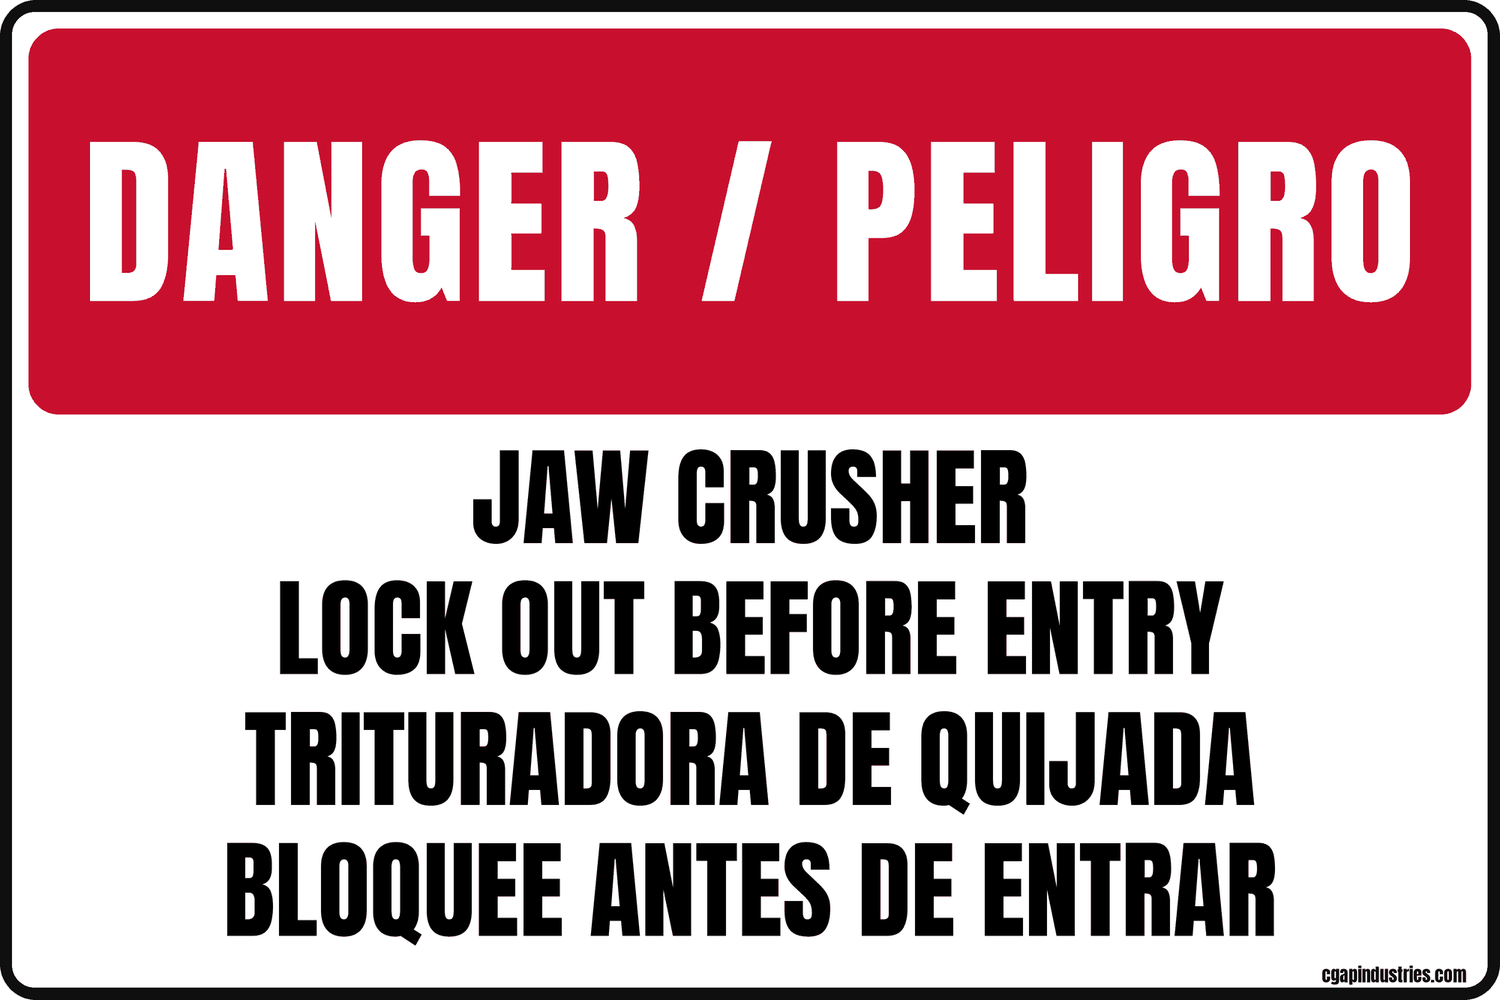 DANGER / PELIGRO
JAW CRUSHER
LOCK OUT BEFORE ENTRY
TRITURADORA DE QUIJADA
BLOQUEE ANTES DE ENTRAR
cgapindustries.com